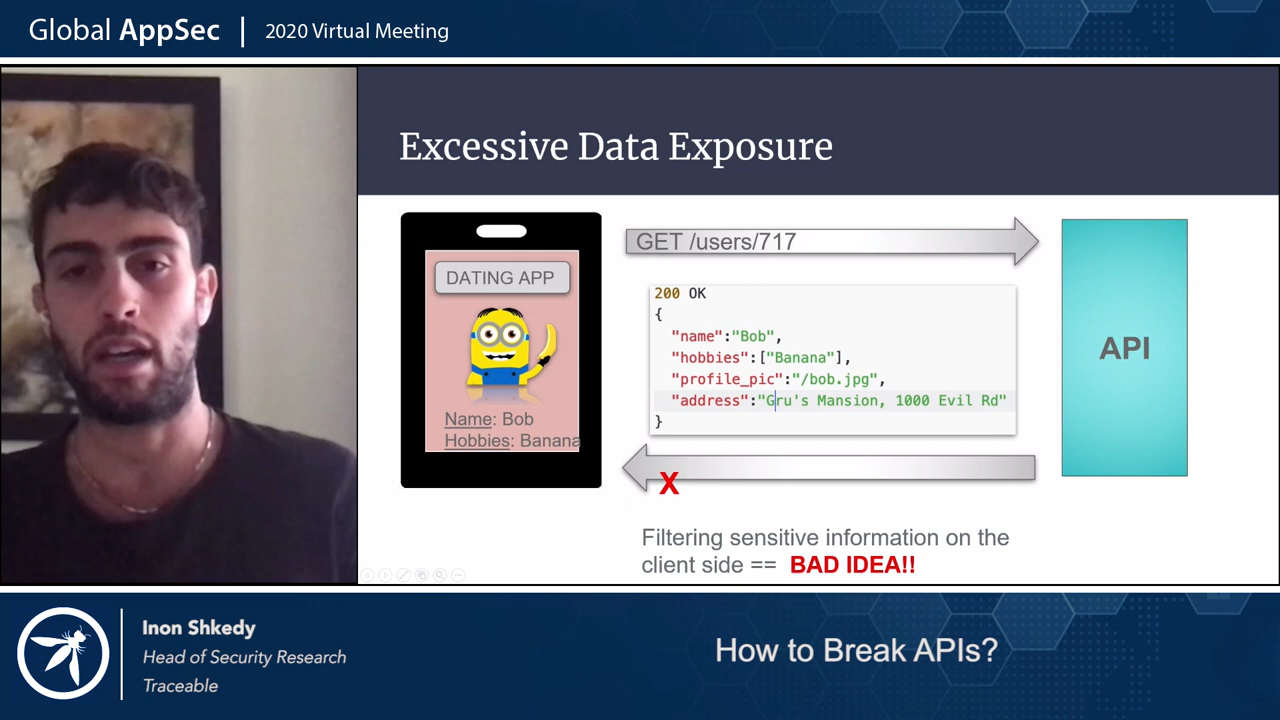 Global AppSec | 2020 Virtual Meeting
Excessive Data Exposure
DATING APP
Name: Bob
Hobbies: Banana
GET /users/717
200 OK
{
"name":"Bob",
"hobbies":["Banana"],
"profile_pic":"/bob.jpg",
"address":"Gru's Mansion, 1000 Evil Rd"
}
X
API
Filtering sensitive information on the
client side == BAD IDEA!!
Inon Shkedy
Head of Security Research
Traceable
How to Break APIs?